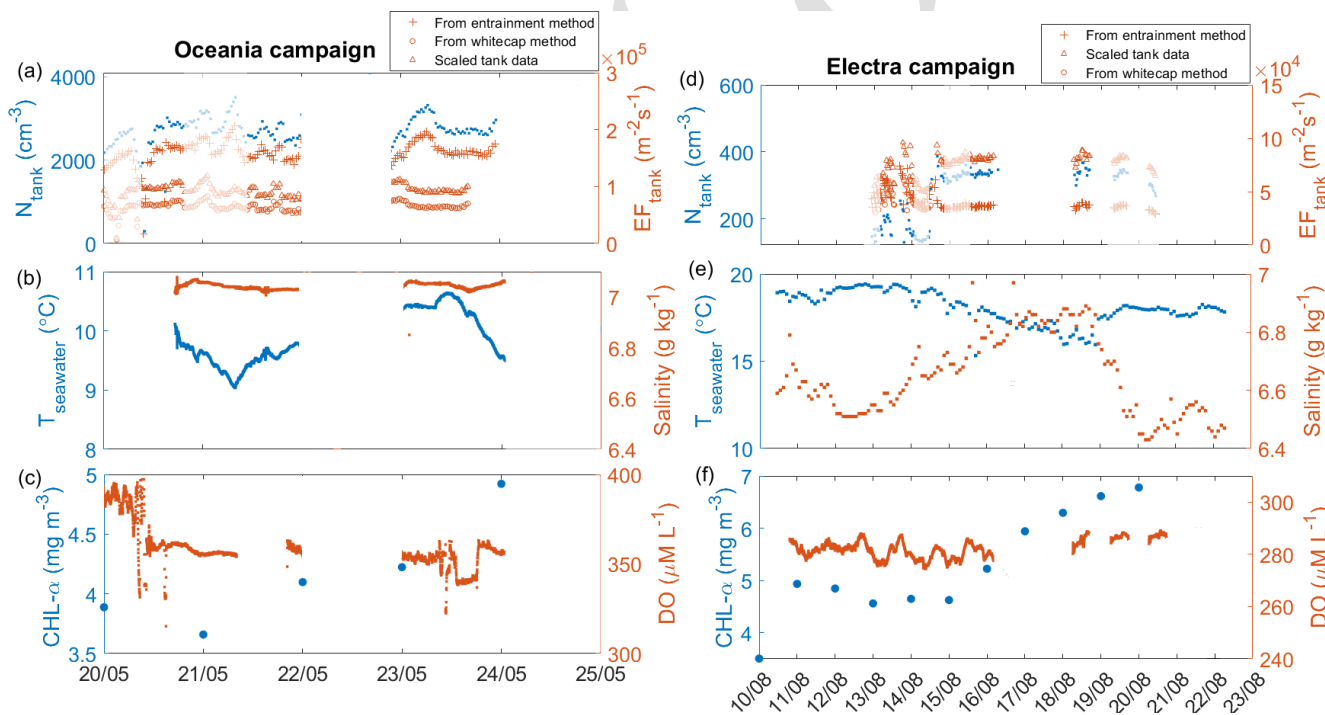 Oceania campaign
+ From entrainment method
○ From whitecap method
△ Scaled tank data
(a)
×10^5
4000
2000
0
N_tank (cm^-3)
3
2
1
0
EF_tank (m^-2s^-1)
(b)
11
10
9
8
T_seawater (°C)
7
6.8
6.6
6.4
Salinity (g kg^-1)
(c)
5
4.5
4
3.5
CHL-α (mg m^-3)
400
350
300
DO (μM L^-1)
20/05 21/05 22/05 23/05 24/05 25/05
Electra campaign
+ From entrainment method
△ Scaled tank data
○ From whitecap method
(d)
×10^4
600
400
200
N_tank (cm^-3)
15
10
5
0
EF_tank (m^-2s^-1)
(e)
20
15
10
T_seawater (°C)
7
6.8
6.6
6.4
Salinity (g kg^-1)
(f)
7
6
5
4
CHL-α (mg m^-3)
300
280
260
240
DO (μM L^-1)
10/08 11/08 12/08 13/08 14/08 15/08 16/08 17/08 18/08 19/08 20/08 21/08 22/08 23/08